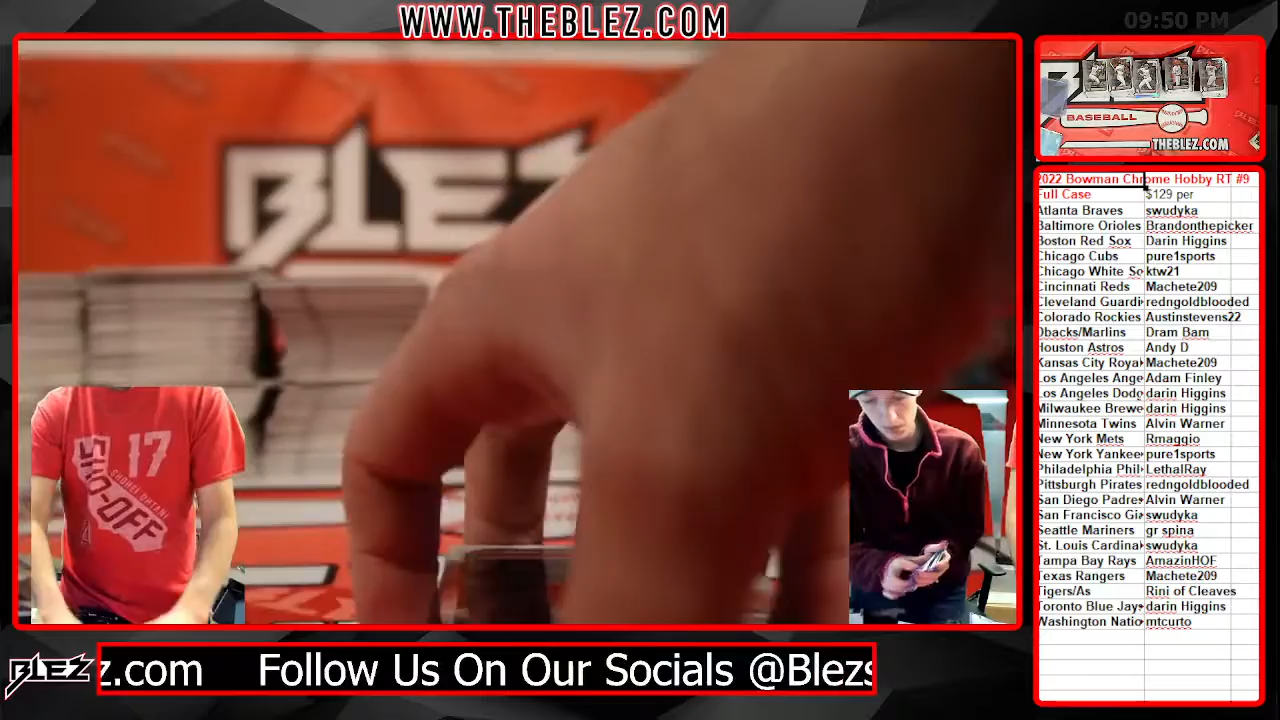 WWW.THEBLEZ.COM
09:50 PM
BLEZ
BASEBALL
THEBLEZ.COM
2022 Bowman Chrome Hobby RT #9
Full Case $129 per
Atlanta Braves swudyka
Baltimore Orioles Brandonthepicker
Boston Red Sox Darin Higgins
Chicago Cubs pure1sports
Chicago White So ktw21
Cincinnati Reds Machete209
Cleveland Guardi redngoldblooded
Colorado Rockies Austinstevens22
Dbacks/Marlins Dram Bam
Houston Astros Andy D
Kansas City Roya Machete209
Los Angeles Ange Adam Finley
Los Angeles Dodg darin Higgins
Milwaukee Brewe darin Higgins
Minnesota Twins Alvin Warner
New York Mets Rmaggio
New York Yankee pure1sports
Philadelphia Phil LethalRay
Pittsburgh Pirates redngoldblooded
San Diego Padre Alvin Warner
San Francisco Gia swudyka
Seattle Mariners gr spina
St. Louis Cardina swudyka
Tampa Bay Rays AmazinHOF
Texas Rangers Machete209
Tigers/As Rini of Cleaves
Toronto Blue Jay darin Higgins
Washington Natio mtcurto
17
SHOHEI OHTANI
SHO-OFF
BLEZ
z.com Follow Us On Our Socials @Blezs